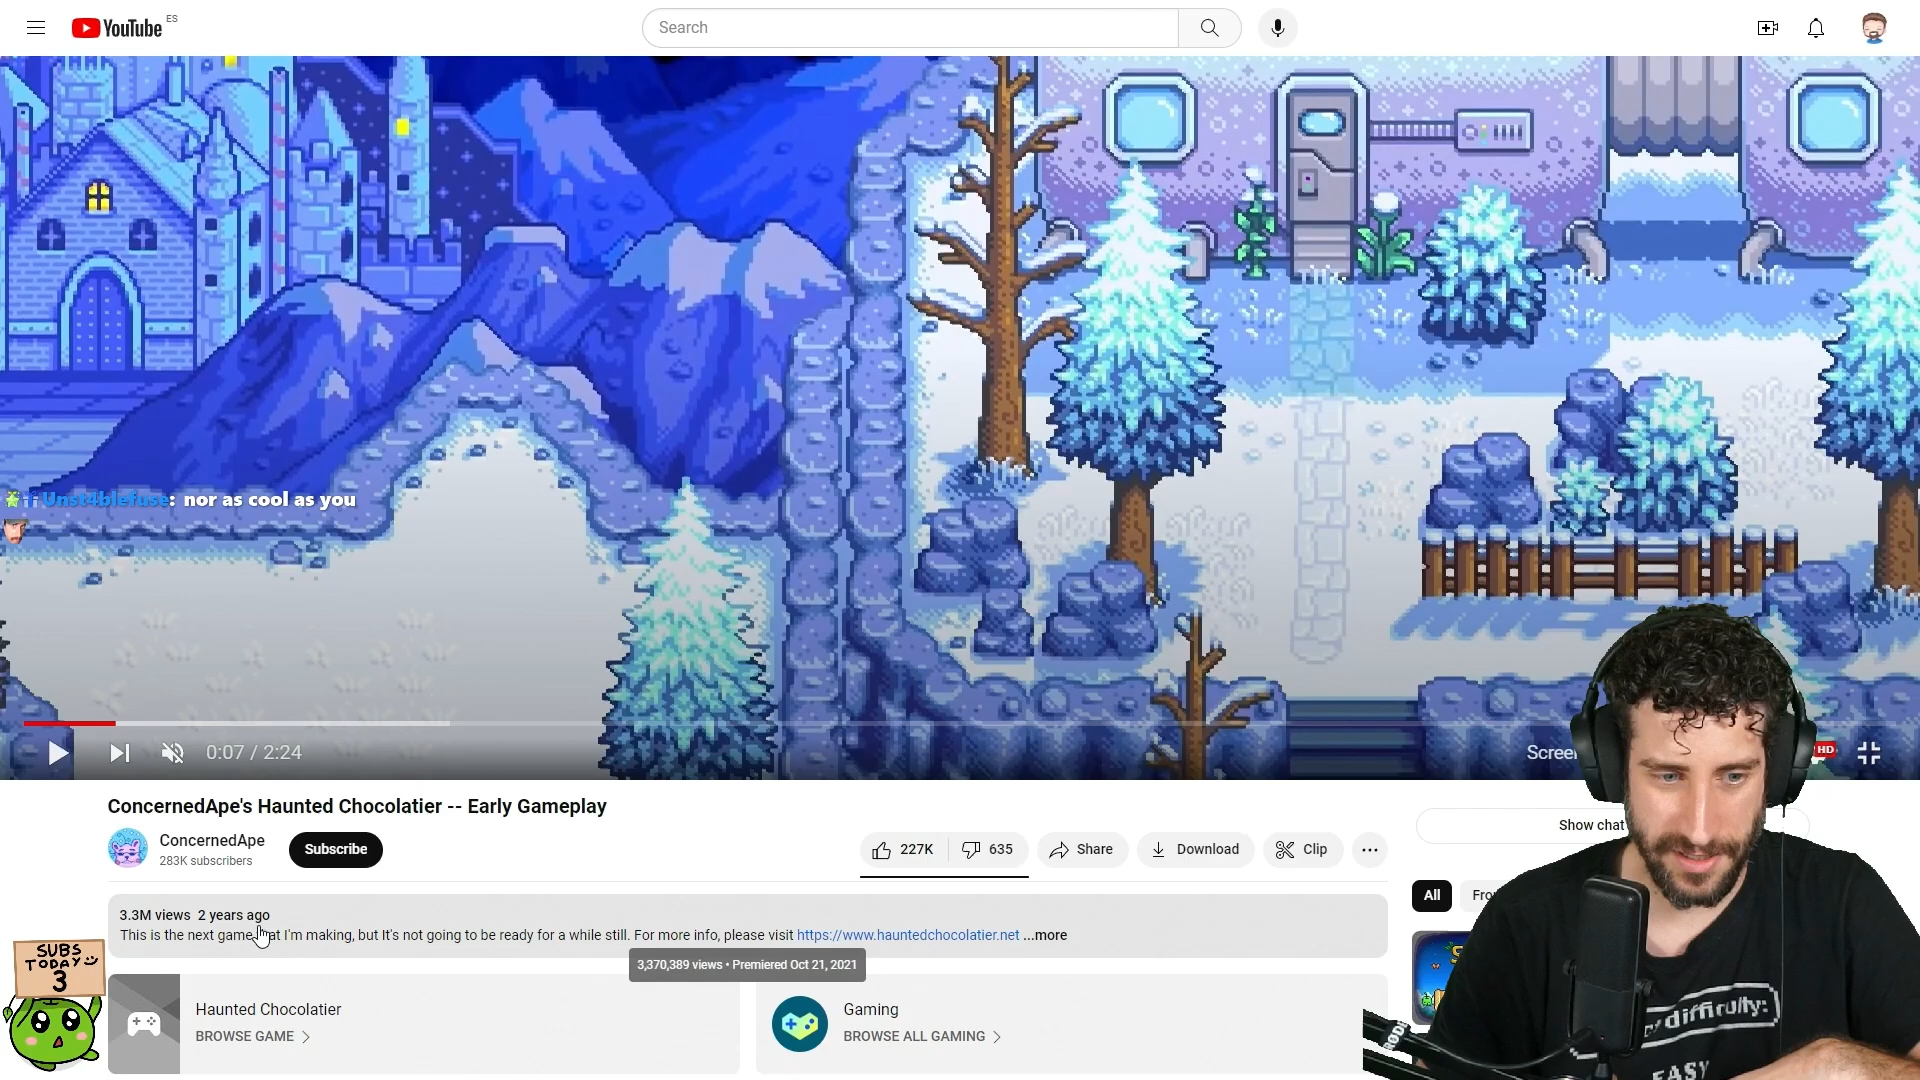 YouTube ES
Search
Unst4blefuse: nor as cool as you
0:07 / 2:24
HD
ConcernedApe's Haunted Chocolatier -- Early Gameplay
ConcernedApe
283K subscribers
Subscribe
227K
635
Share
Download
Clip
Show chat
All
3.3M views 2 years ago
This is the next game that I'm making, but It's not going to be ready for a while still. For more info, please visit https://www.hauntedchocolatier.net ...more
3,370,389 views • Premiered Oct 21, 2021
SUBS
TODAY
3
Haunted Chocolatier
BROWSE GAME
Gaming
BROWSE ALL GAMING
RODE
difficulty:
EASY